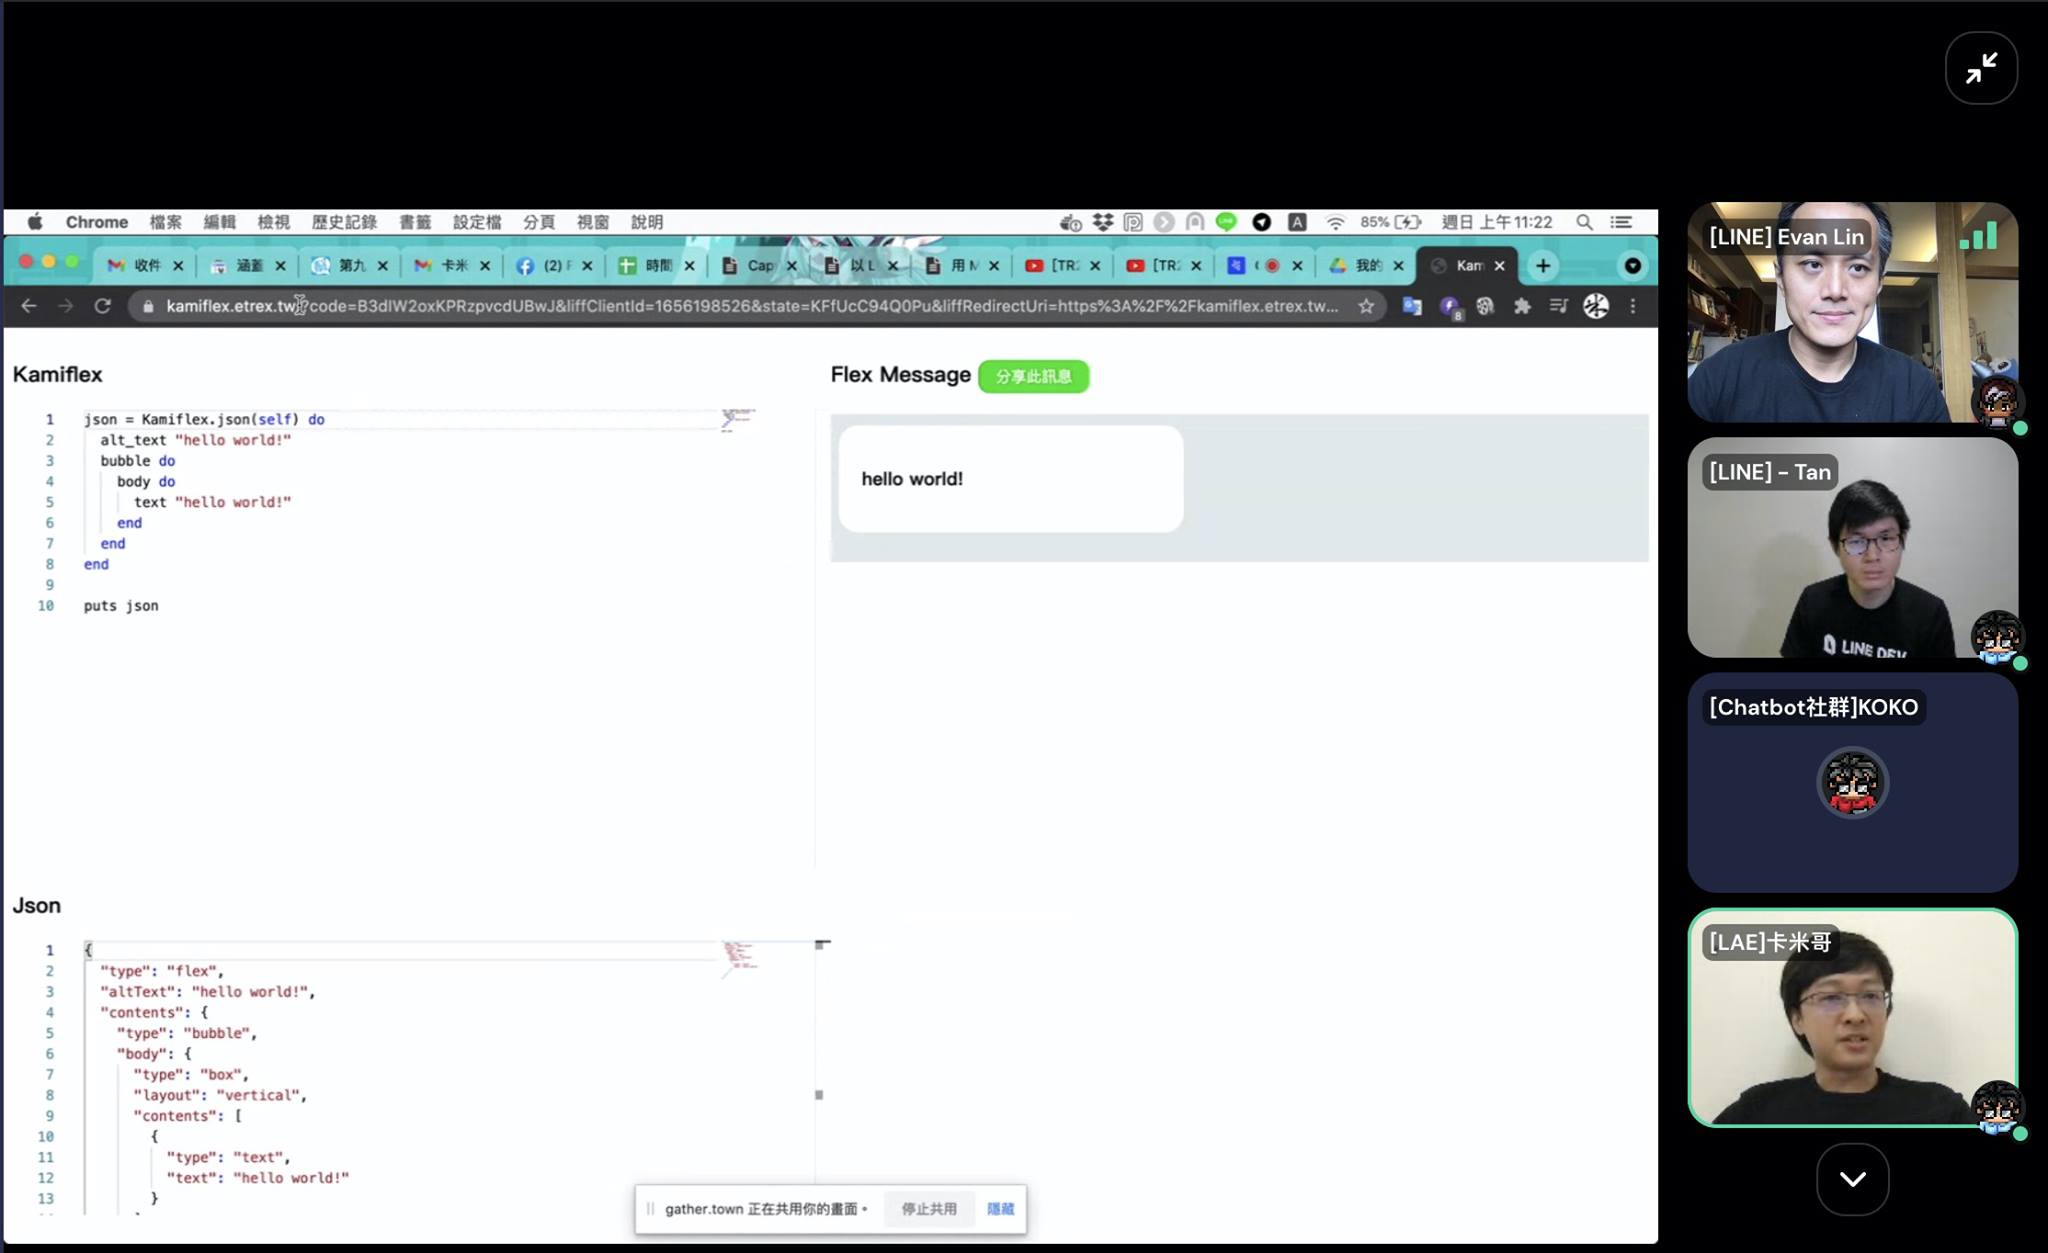 Chrome 檔案 編輯 檢視 歷史記錄 書籤 設定檔 分頁 視窗 說明 85% 週日 上午11:22
收件 涵蓋 第九 卡米 (2) F 時間 Cap 以 L 用 M [TR [TR 我的 Kam
kamiflex.etrex.tw/?code=B3dIW2oxKPRzpvcdUBwJ&liffClientId=1656198526&state=KFfUcC94Q0Pu&liffRedirectUri=https%3A%2F%2Fkamiflex.etrex.tw... 8
Kamiflex
1 json = Kamiflex.json(self) do
2 alt_text "hello world!"
3 bubble do
4 body do
5 text "hello world!"
6 end
7 end
8 end
9
10 puts json
Flex Message 分享此訊息
hello world!
Json
1 {
2 "type": "flex",
3 "altText": "hello world!",
4 "contents": {
5 "type": "bubble",
6 "body": {
7 "type": "box",
8 "layout": "vertical",
9 "contents": [
10 {
11 "type": "text",
12 "text": "hello world!"
13 }
gather.town 正在共用你的畫面。 停止共用 隱藏
[LINE] Evan Lin
[LINE] - Tan
LINE DEV
[Chatbot社群]KOKO
[LAE]卡米哥